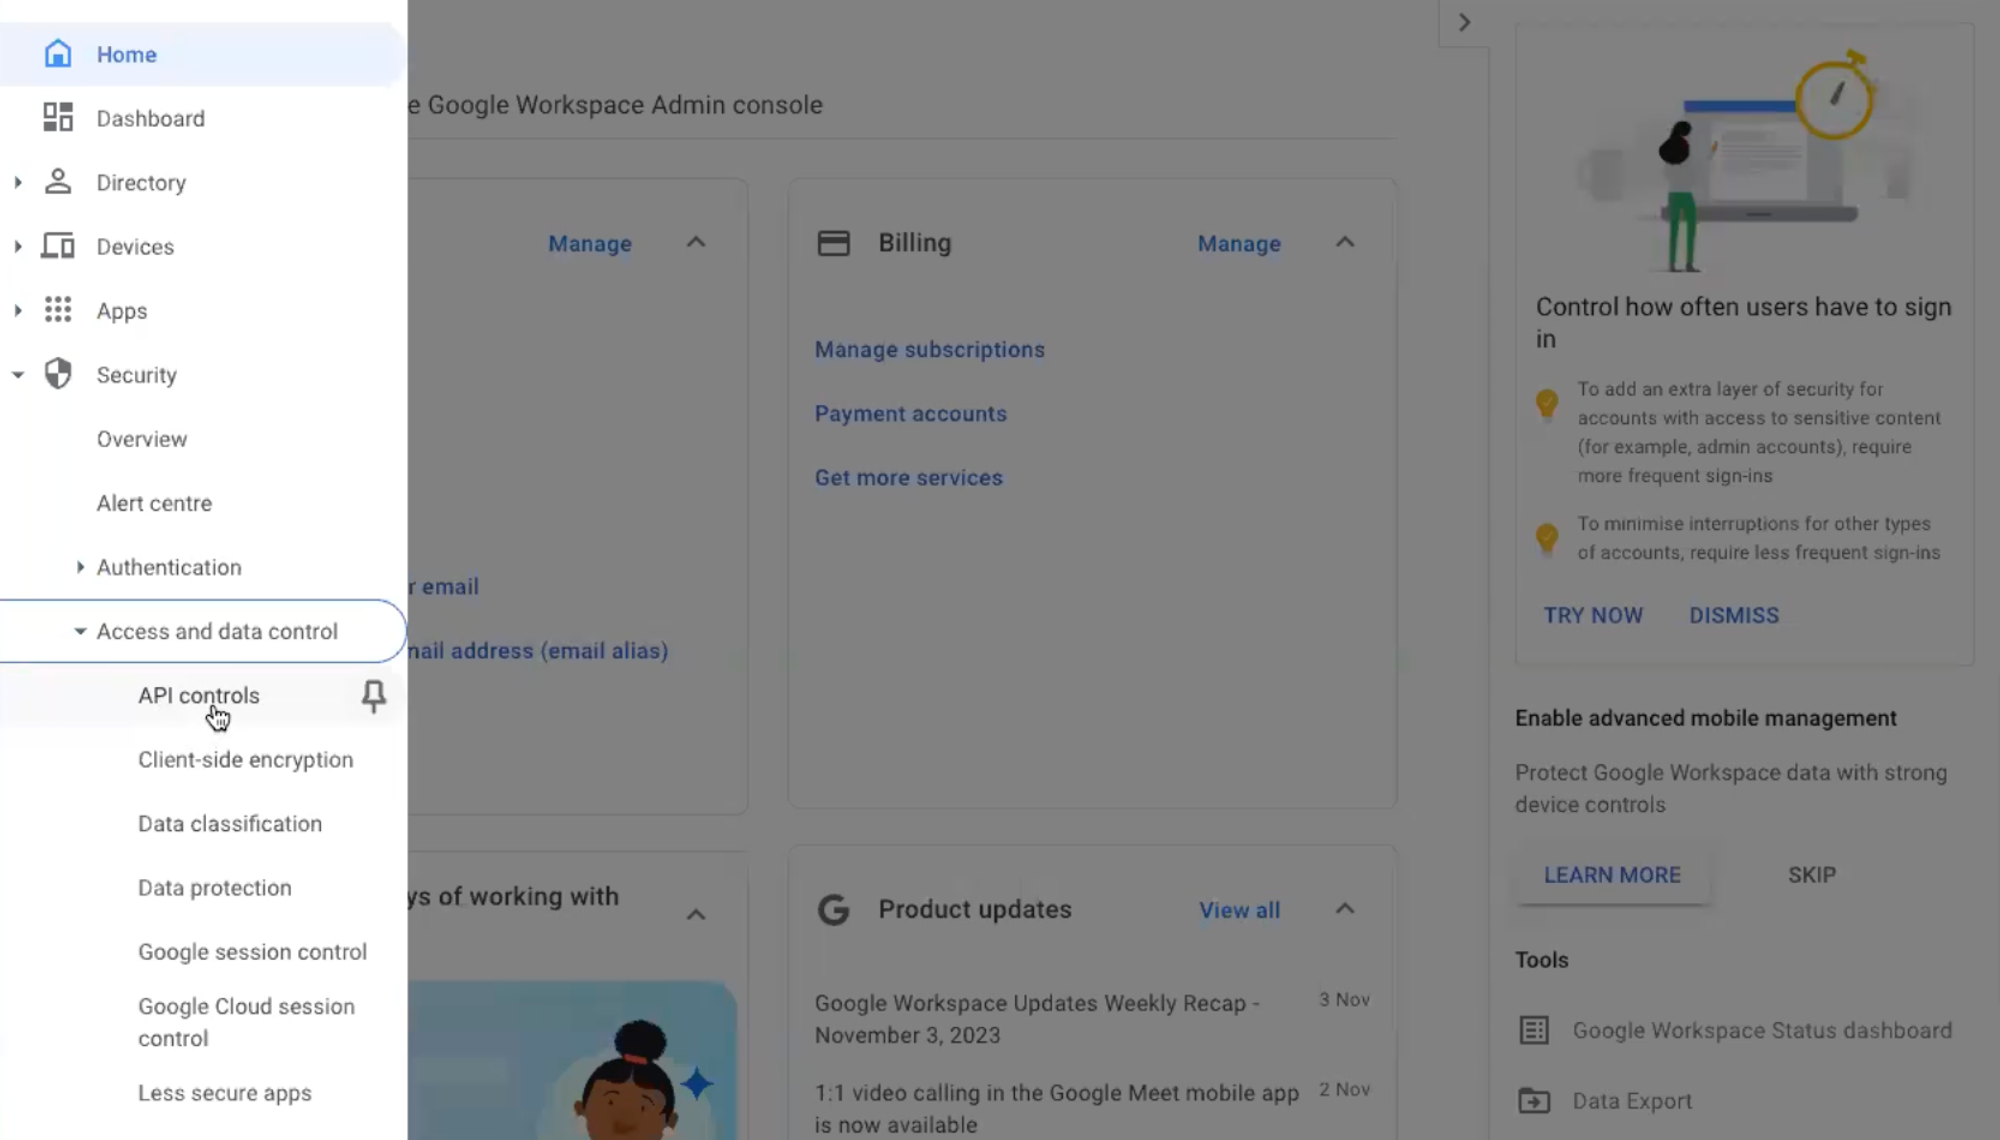 Home
Dashboard
Directory
Devices
Apps
Security
Overview
Alert centre
Authentication
Access and data control
API controls
Client-side encryption
Data classification
Data protection
Google session control
Google Cloud session
control
Less secure apps
e Google Workspace Admin console
Manage
r email
mail address (email alias)
ys of working with
Billing
Manage
Manage subscriptions
Payment accounts
Get more services
Product updates
View all
Google Workspace Updates Weekly Recap - 3 Nov
November 3, 2023
1:1 video calling in the Google Meet mobile app 2 Nov
is now available
Control how often users have to sign
in
To add an extra layer of security for
accounts with access to sensitive content
(for example, admin accounts), require
more frequent sign-ins
To minimise interruptions for other types
of accounts, require less frequent sign-ins
TRY NOW DISMISS
Enable advanced mobile management
Protect Google Workspace data with strong
device controls
LEARN MORE SKIP
Tools
Google Workspace Status dashboard
Data Export